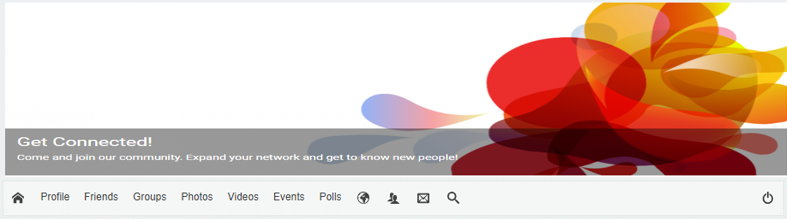 Get Connected!
Come and join our community. Expand your network and get to know new people!
Profile Friends Groups Photos Videos Events Polls